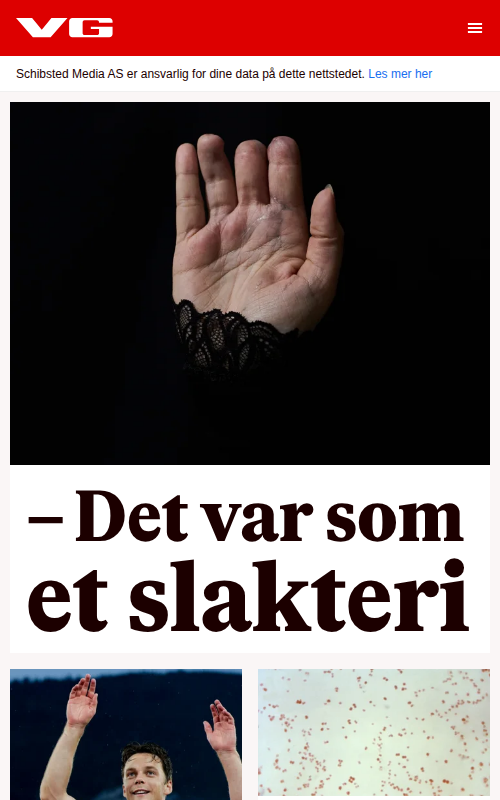 VG
Schibsted Media AS er ansvarlig for dine data på dette nettstedet. Les mer her
– Det var som
et slakteri